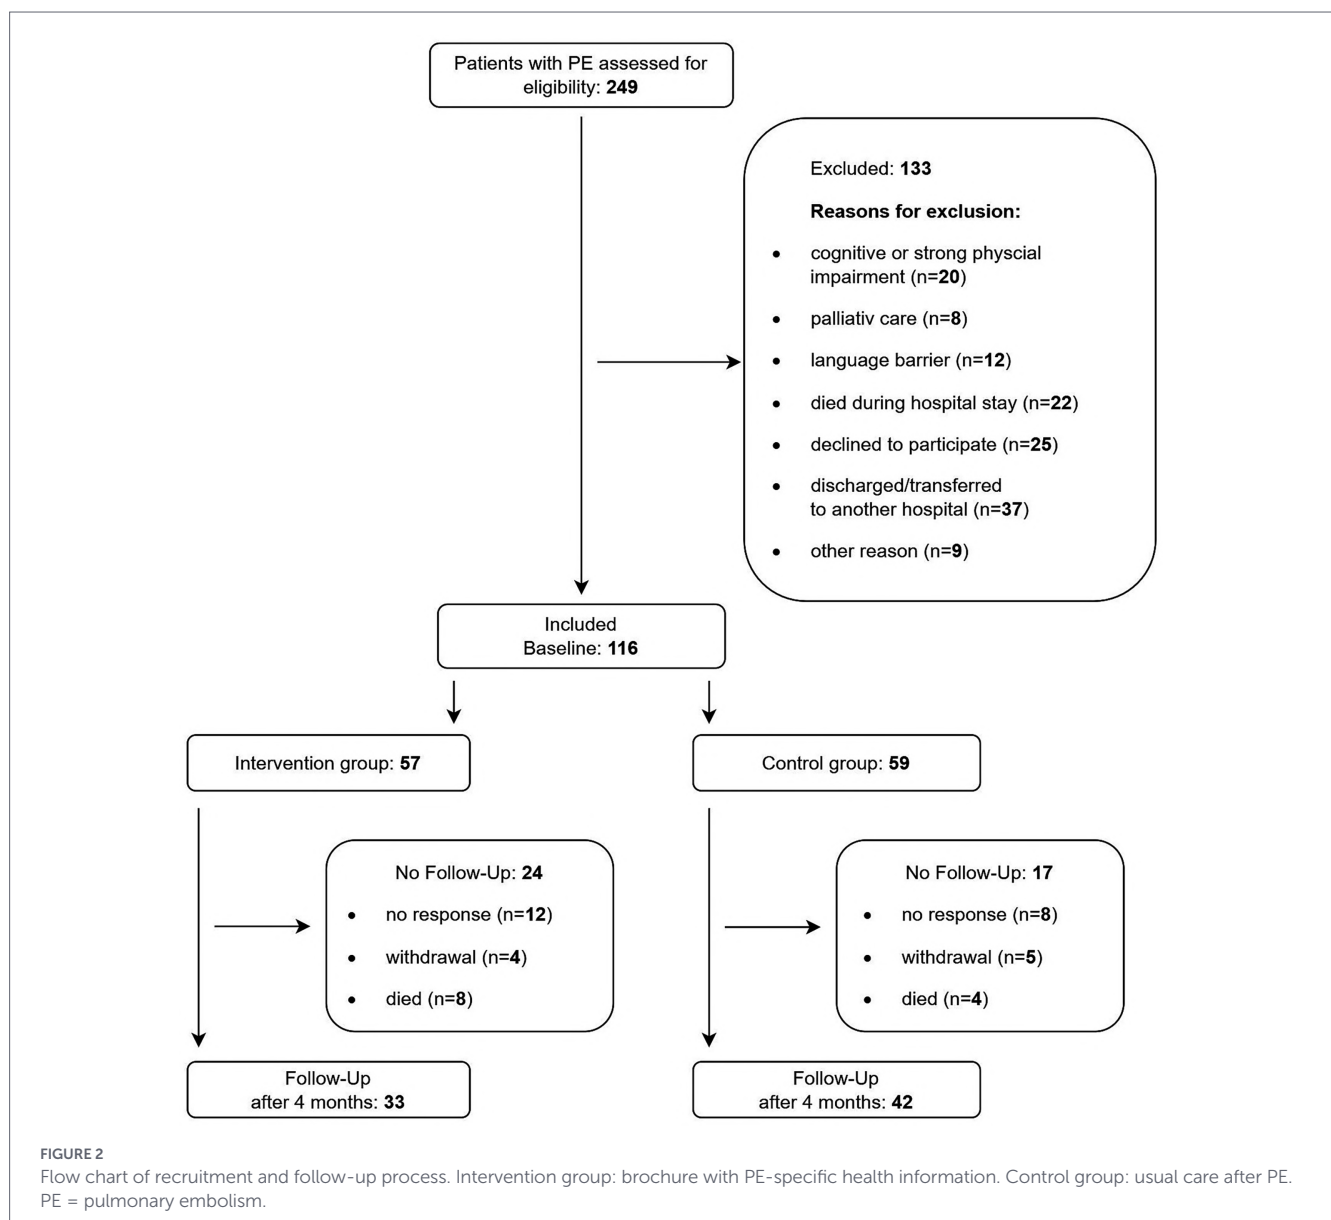 Patients with PE assessed for
eligibility: 249
Excluded: 133
Reasons for exclusion:
• cognitive or strong physcial
impairment (n=20)
• palliativ care (n=8)
• language barrier (n=12)
• died during hospital stay (n=22)
• declined to participate (n=25)
• discharged/transferred
to another hospital (n=37)
• other reason (n=9)
Included
Baseline: 116
Intervention group: 57
Control group: 59
No Follow-Up: 24
• no response (n=12)
• withdrawal (n=4)
• died (n=8)
No Follow-Up: 17
• no response (n=8)
• withdrawal (n=5)
• died (n=4)
Follow-Up
after 4 months: 33
Follow-Up
after 4 months: 42
FIGURE 2
Flow chart of recruitment and follow-up process. Intervention group: brochure with PE-specific health information. Control group: usual care after PE.
PE = pulmonary embolism.